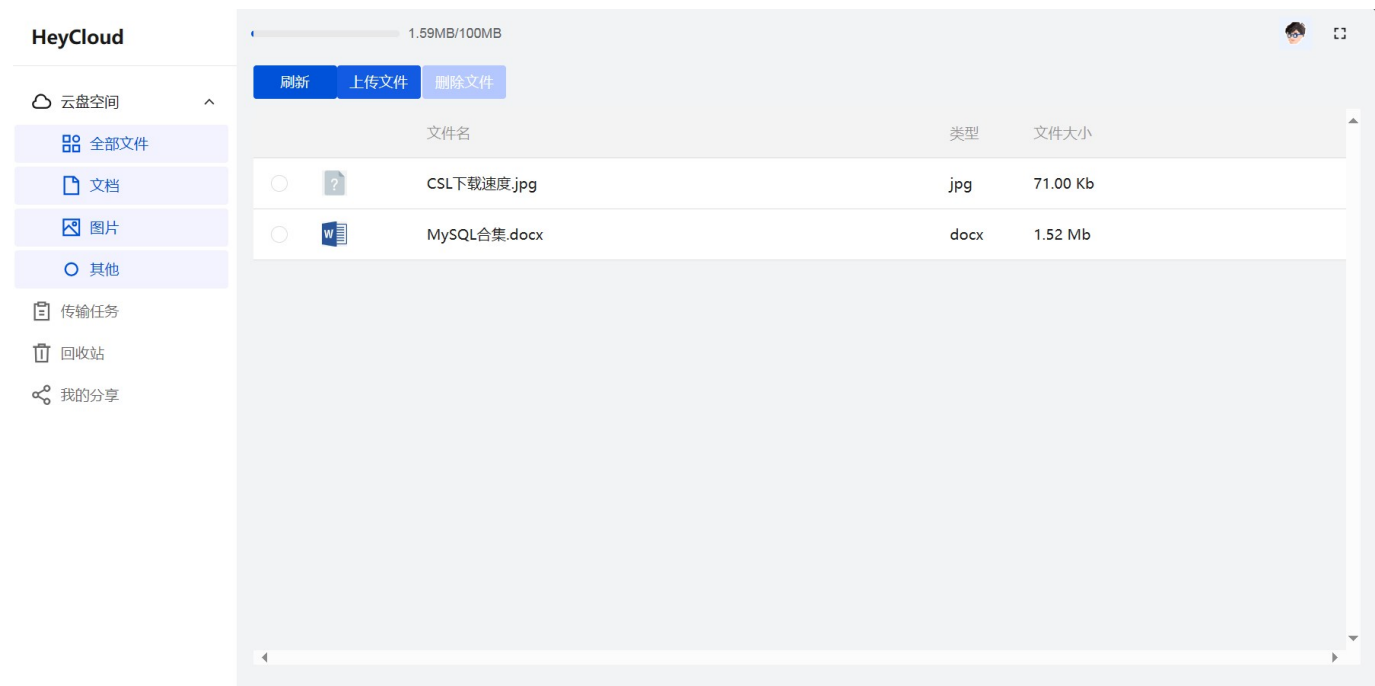 HeyCloud
云盘空间
全部文件
文档
图片
其他
传输任务
回收站
我的分享
1.59MB/100MB
刷新 上传文件 删除文件
文件名 类型 文件大小
CSL下载速度.jpg jpg 71.00 Kb
MySQL合集.docx docx 1.52 Mb